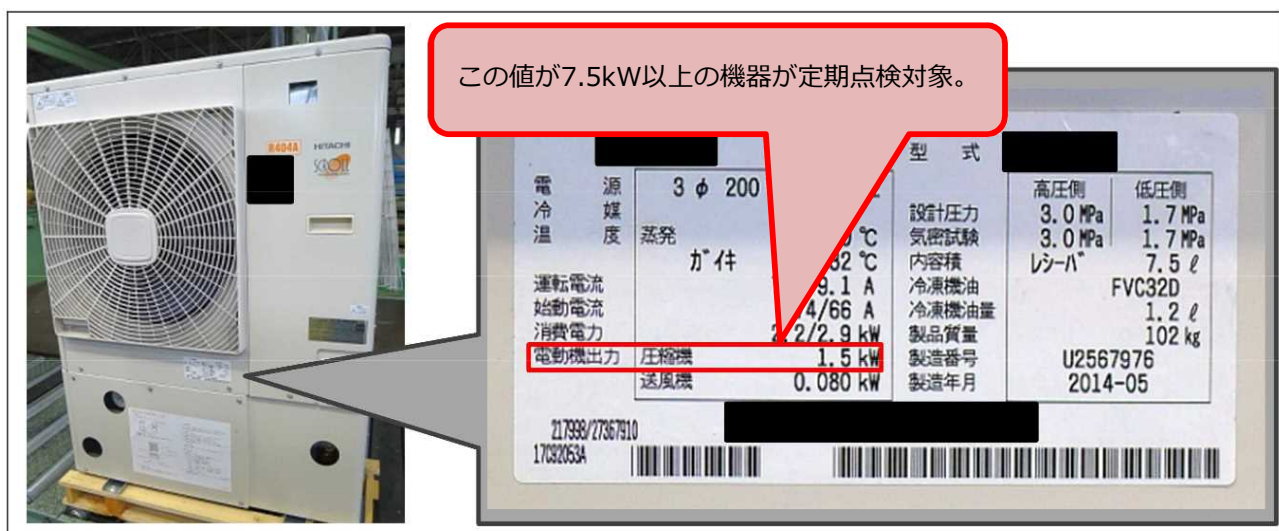 この値が7.5kW以上の機器が定期点検対象。
R404A
HITACHI
SCROLL
型 式
電 源 3 φ 200
冷 媒
温 度 蒸発 ℃
ガイキ 32 ℃
運転電流 9.1 A
始動電流 4/66 A
消費電力 2/2.9 kW
電動機出力 圧縮機 1.5 kW
送風機 0.080 kW
高圧側 低圧側
設計圧力 3.0 MPa 1.7 MPa
気密試験 3.0 MPa 1.7 MPa
内容積 レシーバ 7.5 ℓ
冷凍機油 FVC32D
冷凍機油量 1.2 ℓ
製品質量 102 kg
製造番号 U2567976
製造年月 2014-05
217998/27367910
17C92053A